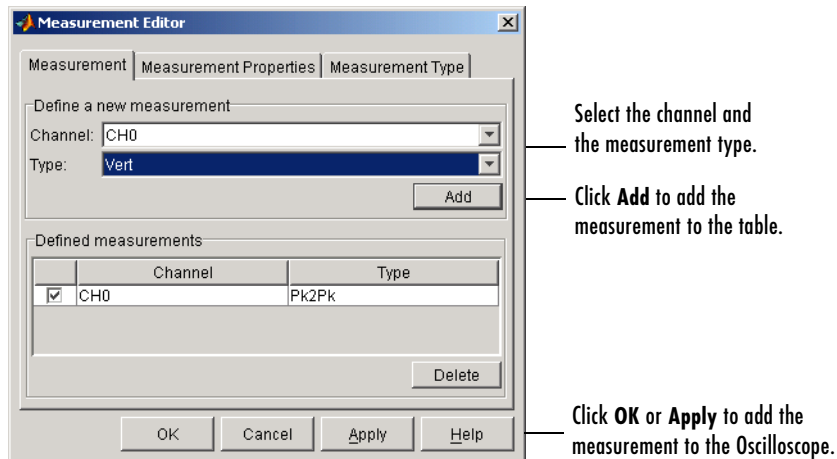 Measurement Editor
Measurement
Measurement Properties
Measurement Type
Define a new measurement
Channel: CH0
Type: Vert
Add
Select the channel and
the measurement type.
Click Add to add the
measurement to the table.
Defined measurements
Channel Type
CH0 Pk2Pk
Delete
OK Cancel Apply Help
Click OK or Apply to add the
measurement to the Oscilloscope.